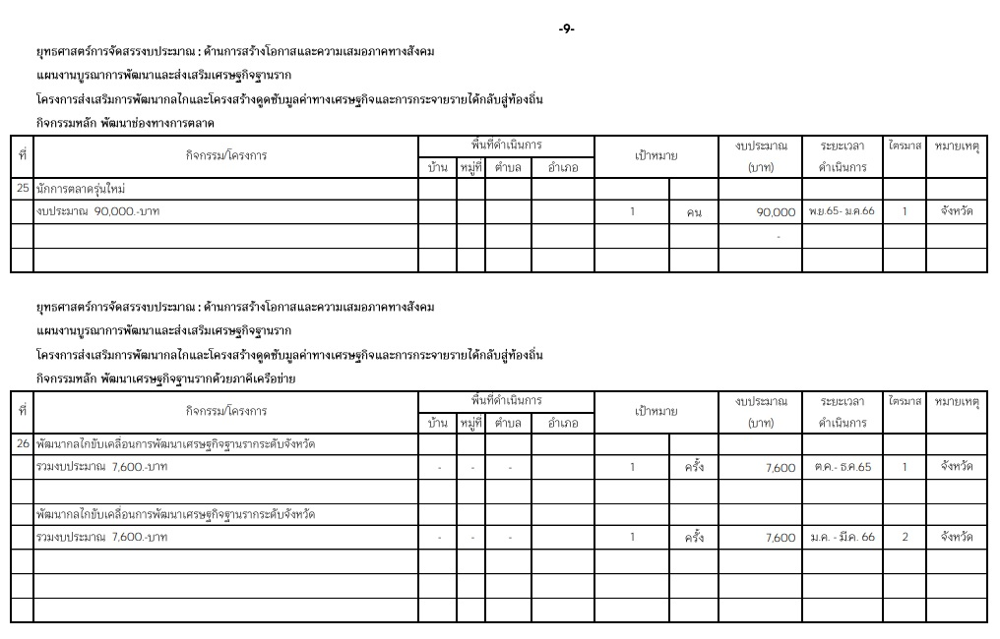 -9-
ยุทธศาสตร์การจัดสรรงบประมาณ : ด้านการสร้างโอกาสและความเสมอภาคทางสังคม
แผนงานบูรณาการพัฒนาและส่งเสริมเศรษฐกิจฐานราก
โครงการส่งเสริมการพัฒนากลไกและโครงสร้างดูดซับมูลค่าทางเศรษฐกิจและการกระจายรายได้กลับสู่ท้องถิ่น
กิจกรรมหลัก พัฒนาช่องทางการตลาด
ที่ กิจกรรม/โครงการ พื้นที่ดำเนินการ เป้าหมาย งบประมาณ ระยะเวลา ไตรมาส หมายเหตุ
บ้าน หมู่ที่ ตำบล อำเภอ (บาท) ดำเนินการ
25 นักการตลาดรุ่นใหม่
งบประมาณ 90,000.-บาท 1 คน 90,000 พ.ย.65- ม.ค.66 1 จังหวัด
-
ยุทธศาสตร์การจัดสรรงบประมาณ : ด้านการสร้างโอกาสและความเสมอภาคทางสังคม
แผนงานบูรณาการพัฒนาและส่งเสริมเศรษฐกิจฐานราก
โครงการส่งเสริมการพัฒนากลไกและโครงสร้างดูดซับมูลค่าทางเศรษฐกิจและการกระจายรายได้กลับสู่ท้องถิ่น
กิจกรรมหลัก พัฒนาเศรษฐกิจฐานรากด้วยภาคีเครือข่าย
ที่ กิจกรรม/โครงการ พื้นที่ดำเนินการ เป้าหมาย งบประมาณ ระยะเวลา ไตรมาส หมายเหตุ
บ้าน หมู่ที่ ตำบล อำเภอ (บาท) ดำเนินการ
26 พัฒนากลไกขับเคลื่อนการพัฒนาเศรษฐกิจฐานรากระดับจังหวัด
รวมงบประมาณ 7,600.-บาท - - - 1 ครั้ง 7,600 ต.ค.- ธ.ค.65 1 จังหวัด
พัฒนากลไกขับเคลื่อนการพัฒนาเศรษฐกิจฐานรากระดับจังหวัด
รวมงบประมาณ 7,600.-บาท - - - 1 ครั้ง 7,600 ม.ค. - มี.ค. 66 2 จังหวัด